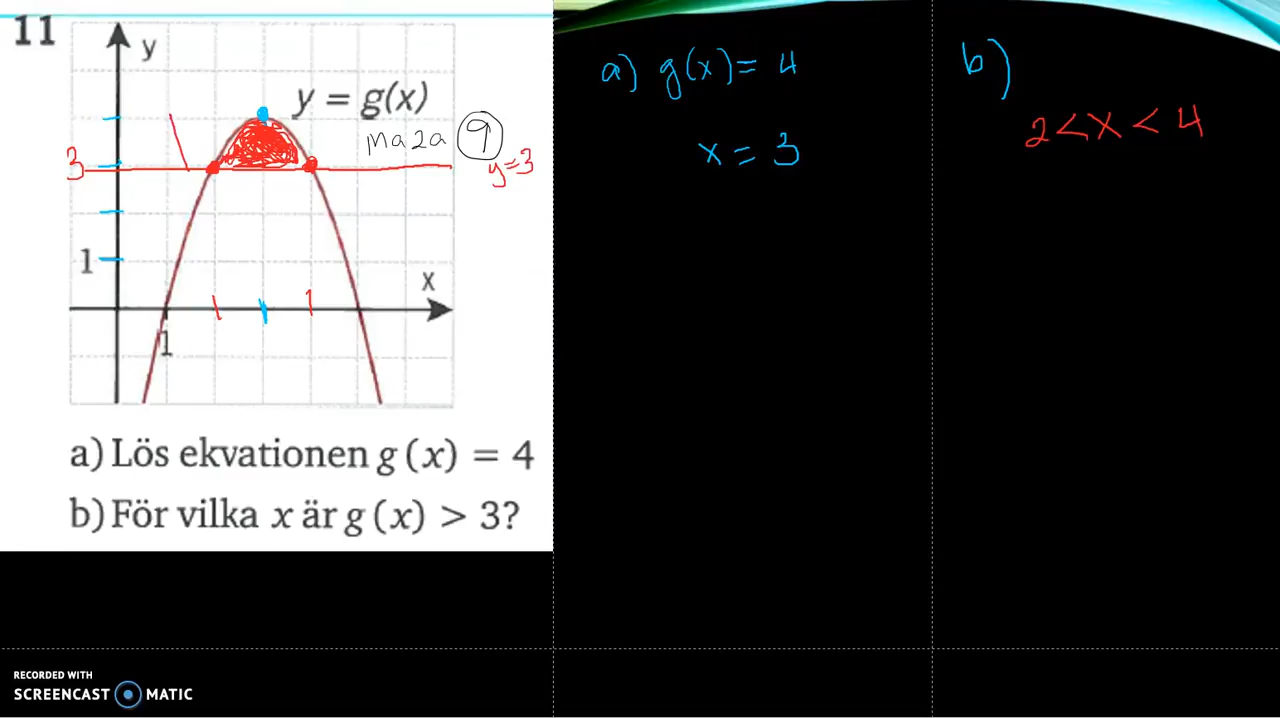 11
y
y = g(x)
ma2a 9
3
y=3
1
x
1
a) Lös ekvationen g (x) = 4
b) För vilka x är g (x) > 3?
a) g(x) = 4
x = 3
b)
2 < x < 4
RECORDED WITH
SCREENCAST MATIC